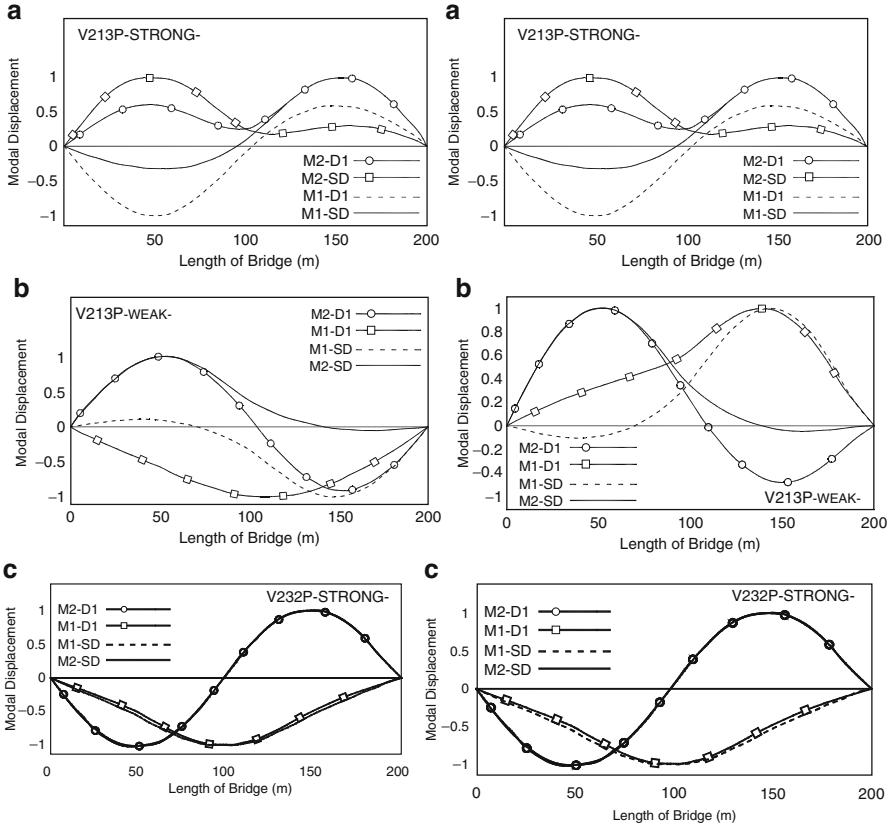 a
V213P-STRONG-
Modal Displacement
1
0.5
0
−0.5
−1
M2-D1
M2-SD
M1-D1
M1-SD
50
100
150
200
Length of Bridge (m)
a
V213P-STRONG-
Modal Displacement
1
0.5
0
−0.5
−1
M2-D1
M2-SD
M1-D1
M1-SD
50
100
150
200
Length of Bridge (m)
b
V213P-WEAK-
Modal Displacement
1
0.5
0
−0.5
−1
M2-D1
M1-D1
M1-SD
M2-SD
0
50
100
150
200
Length of Bridge (m)
b
Modal Displacement
1
0.8
0.6
0.4
0.2
0
−0.2
−0.4
−1
M2-D1
M1-D1
M1-SD
M2-SD
V213P-WEAK-
0
50
100
150
200
Length of Bridge (m)
c
V232P-STRONG-
Modal Displacement
1
0.5
0
−0.5
−1
M2-D1
M1-D1
M1-SD
M2-SD
0
50
100
150
200
Length of Bridge (m)
c
V232P-STRONG-
Modal Displacement
1
0.5
0
−0.5
−1
M2-D1
M1-D1
M1-SD
M2-SD
0
50
100
150
200
Length of Bridge (m)